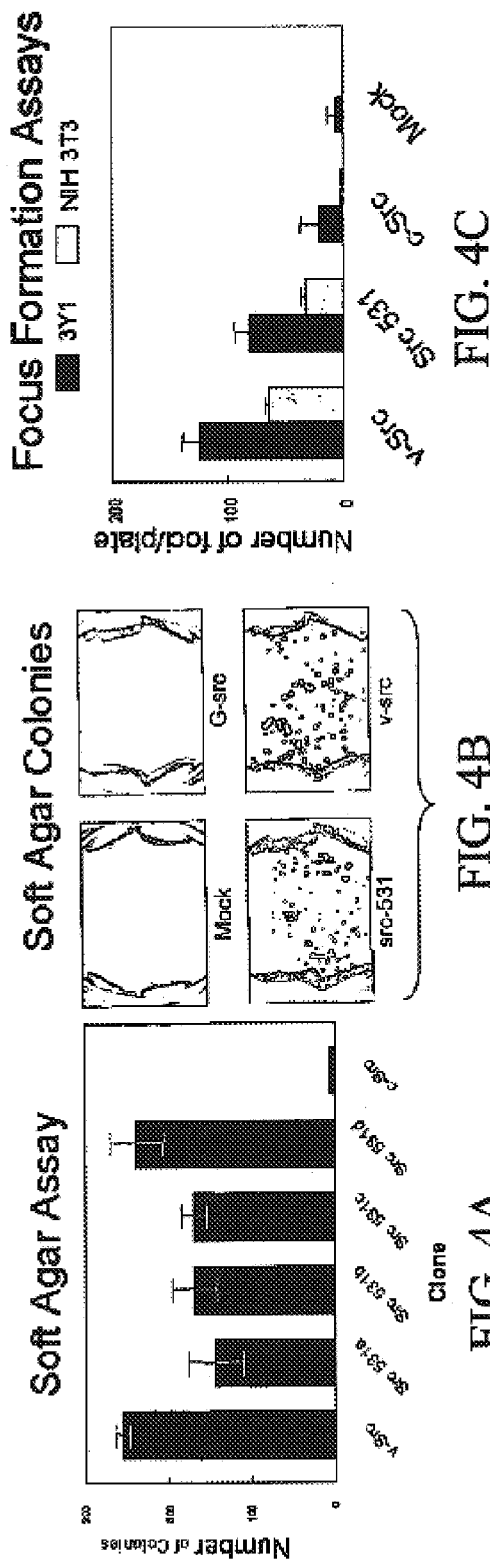 Soft Agar Assay
Number of Colonies
200
100
0
v-Src
Src 531a
Src 531b
Src 531c
Src 531d
c-Src
Clone
FIG. 4A
Soft Agar Colonies
Mock
G-src
src-531
v-src
FIG. 4B
Focus Formation Assays
3Y1
NIH 3T3
Number of foci/plate
200
100
0
v-Src
Src 531
c-Src
Mock
FIG. 4C